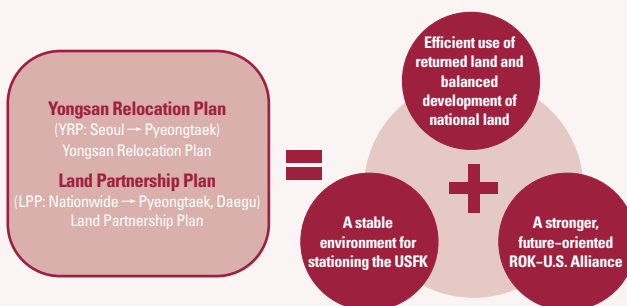 Yongsan Relocation Plan
(YRP: Seoul → Pyeongtaek)
Yongsan Relocation Plan
Land Partnership Plan
(LPP: Nationwide → Pyeongtaek, Daegu)
Land Partnership Plan
=
Efficient use of
returned land and
balanced
development of
national land
+
A stable
environment for
stationing the USFK
A stronger,
future-oriented
ROK-U.S. Alliance